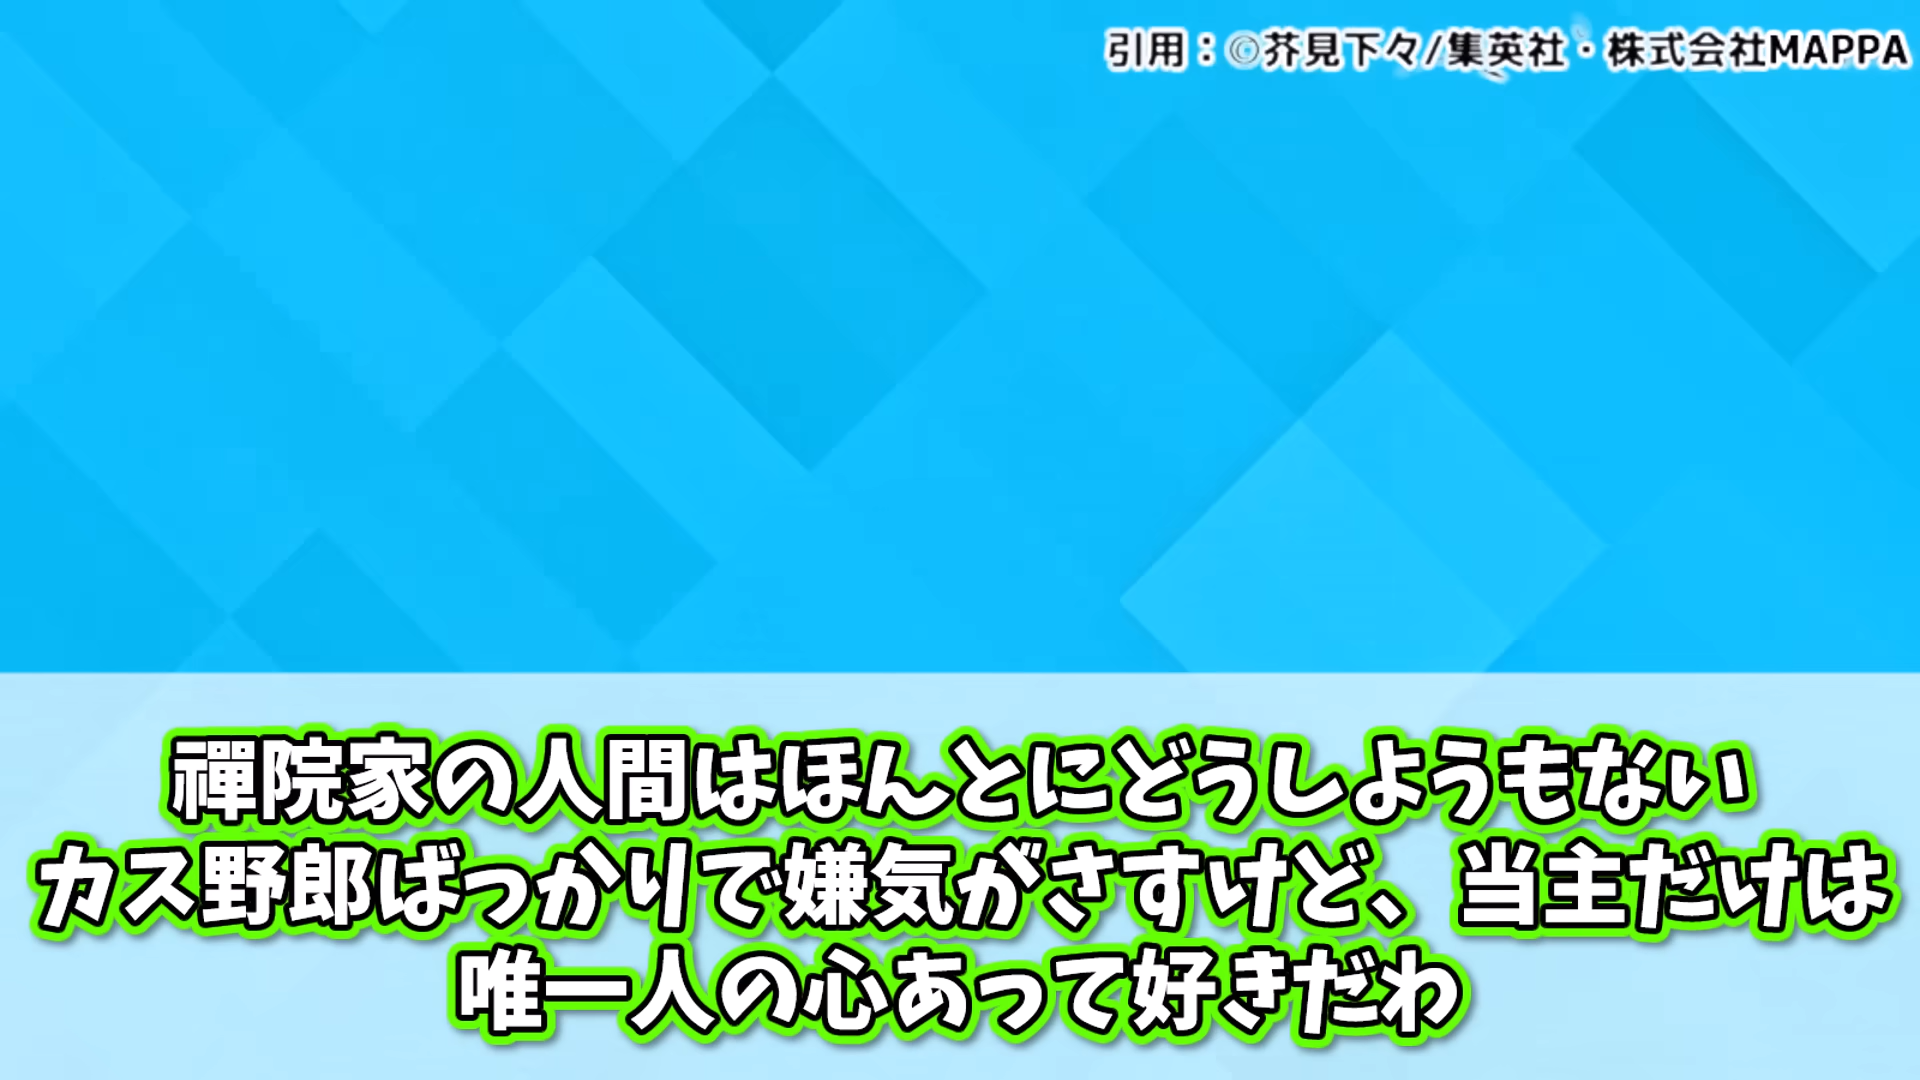 引用：©芥見下々/集英社・株式会社MAPPA
禪院家の人間はほんとにどうしようもない
カス野郎ばっかりで嫌気がさすけど、当主だけは
唯一人の心あって好きだわ